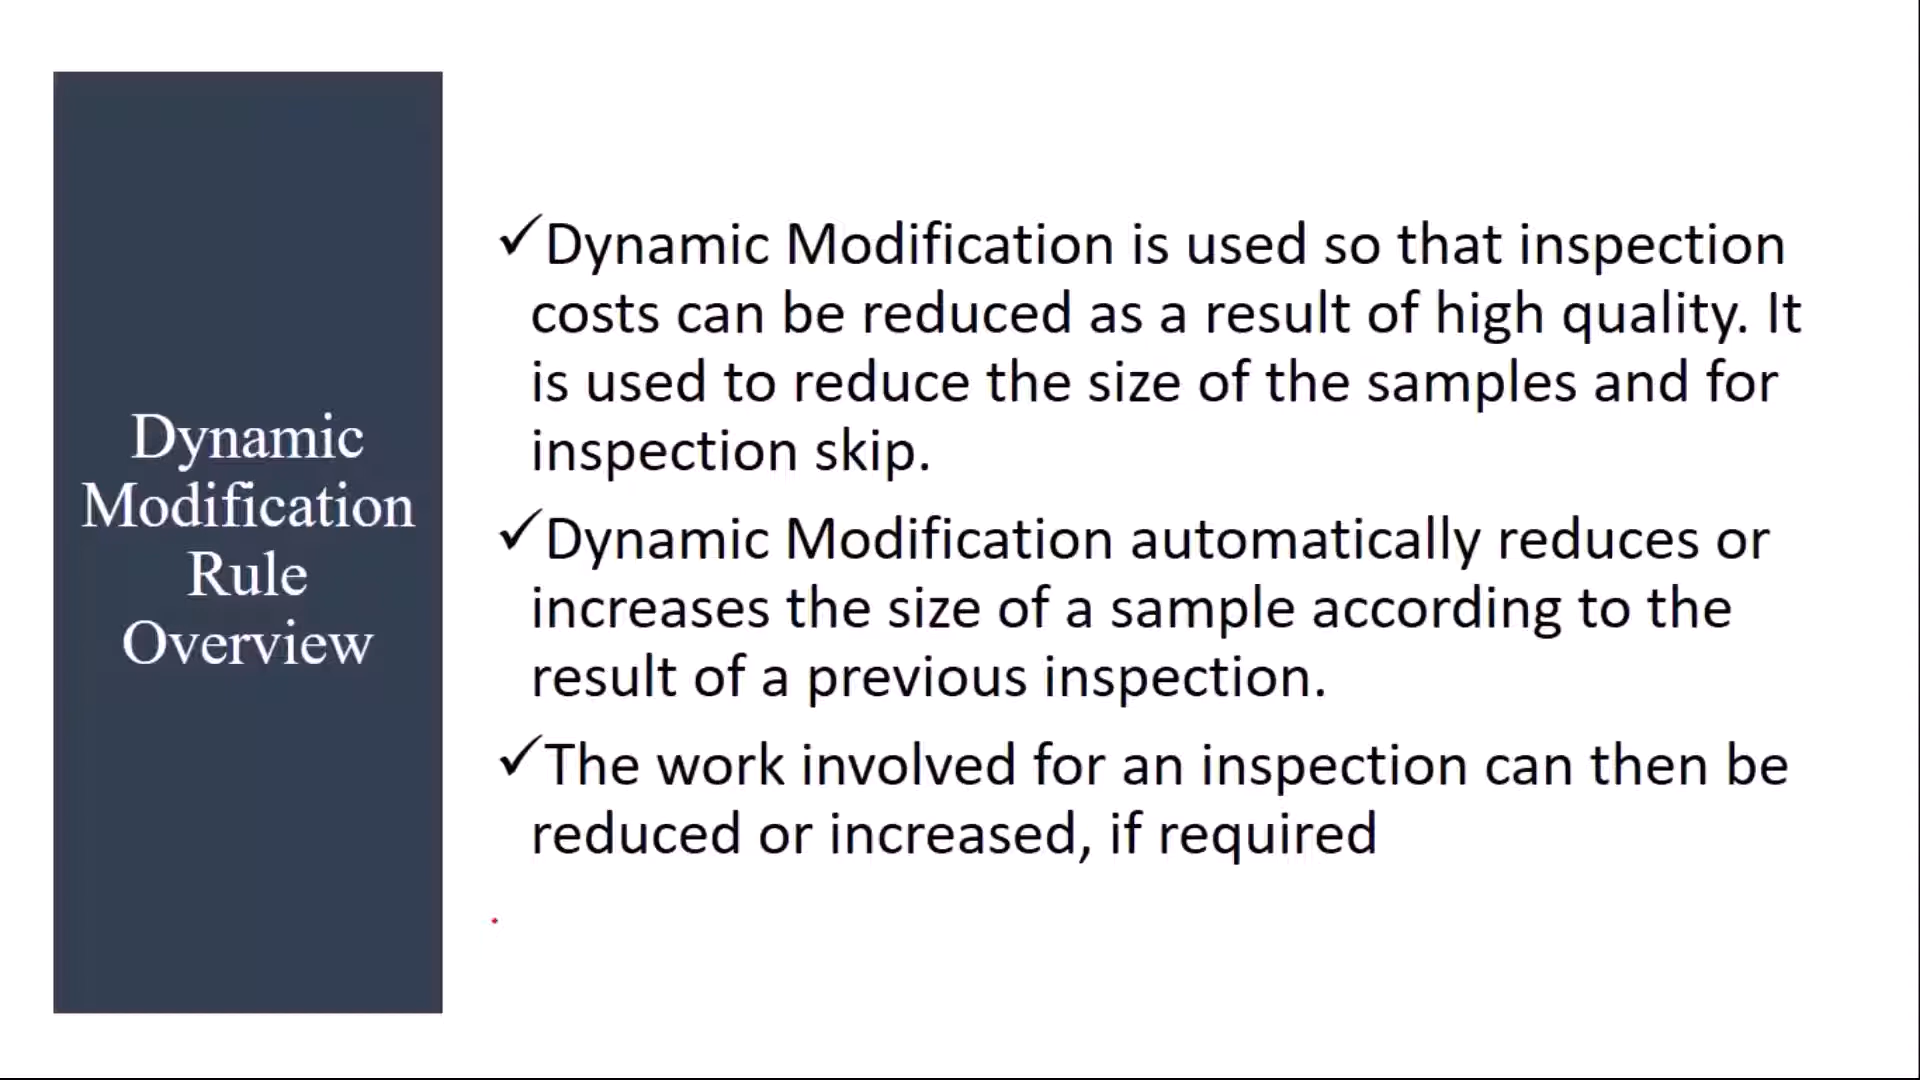 Dynamic
Modification
Rule
Overview
✓Dynamic Modification is used so that inspection
costs can be reduced as a result of high quality. It
is used to reduce the size of the samples and for
inspection skip.
✓Dynamic Modification automatically reduces or
increases the size of a sample according to the
result of a previous inspection.
✓The work involved for an inspection can then be
reduced or increased, if required